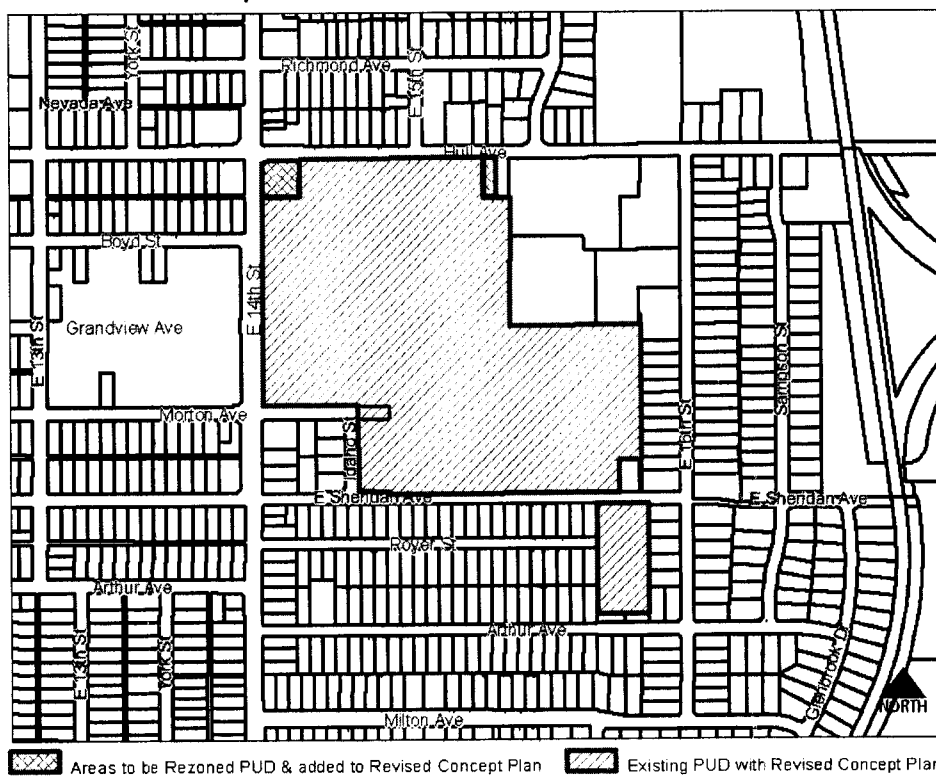 York St
Richmond Ave
E 15th St
Nevada Ave
Hull Ave
Boyd St
E 14th St
Grandview Ave
E 13th St
Sampson St
Morton Ave
Idaho St
E 16th St
E Sheridan Ave
E Sheridan Ave
Royer St
Arthur Ave
Arthur Ave
E 13th St
York St
Glenbrook Dr
NORTH
Milton Ave
Areas to be Rezoned PUD & added to Revised Concept Plan
Existing PUD with Revised Concept Plan